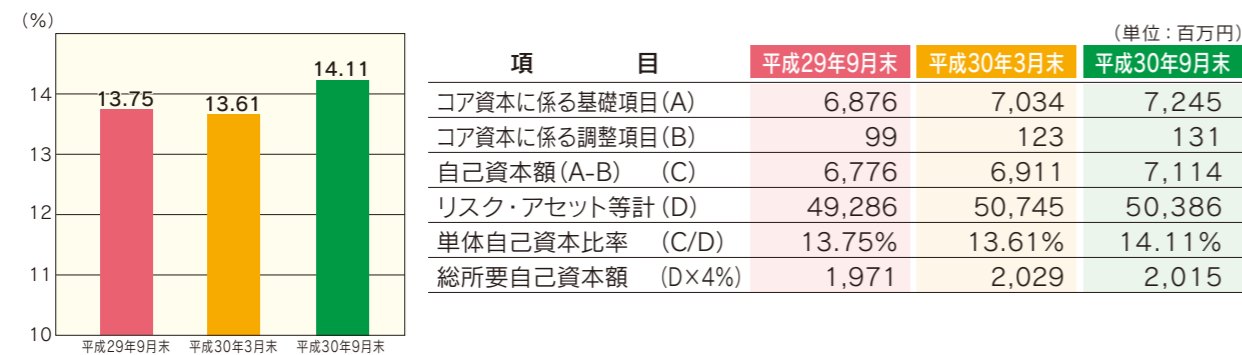 (%)
14.11
13.75
13.61
14
13
12
11
10
平成29年9月末 平成30年3月末 平成30年9月末
(単位:百万円)
項 目 平成29年9月末 平成30年3月末 平成30年9月末
コア資本に係る基礎項目(A) 6,876 7,034 7,245
コア資本に係る調整項目(B) 99 123 131
自己資本額(A-B) (C) 6,776 6,911 7,114
リスク・アセット等計(D) 49,286 50,745 50,386
単体自己資本比率 (C/D) 13.75% 13.61% 14.11%
総所要自己資本額 (D×4%) 1,971 2,029 2,015